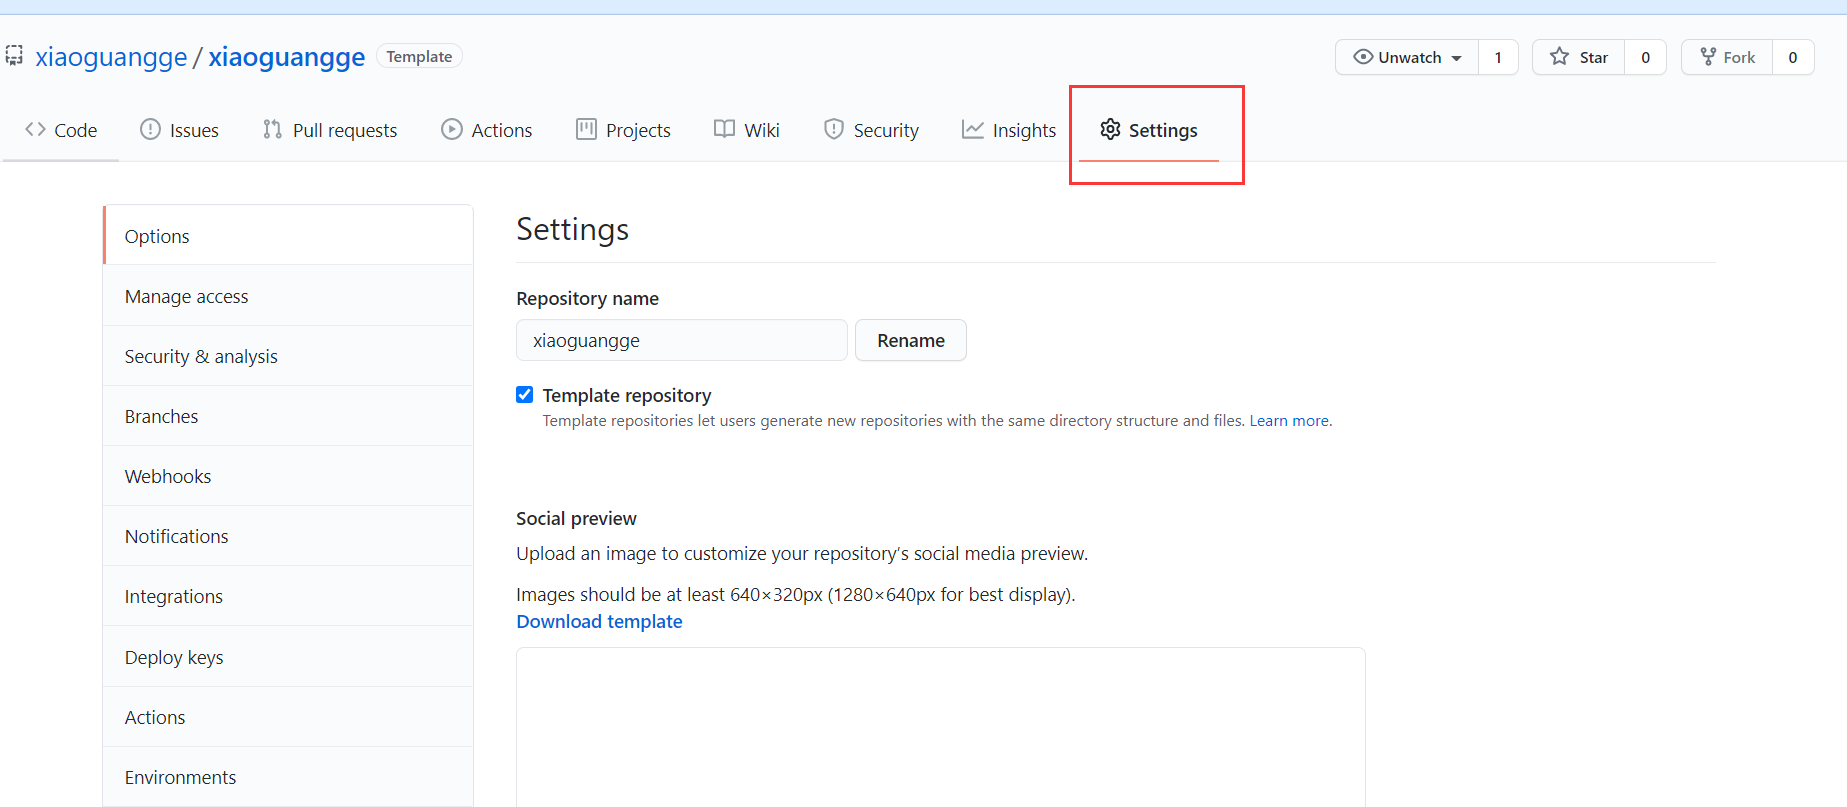 xiaoguangge / xiaoguangge Template Unwatch 1 Star 0 Fork 0
Code Issues Pull requests Actions Projects Wiki Security Insights Settings
Options
Manage access
Security & analysis
Branches
Webhooks
Notifications
Integrations
Deploy keys
Actions
Environments
Settings
Repository name
xiaoguangge Rename
Template repository
Template repositories let users generate new repositories with the same directory structure and files. Learn more.
Social preview
Upload an image to customize your repository’s social media preview.
Images should be at least 640×320px (1280×640px for best display).
Download template